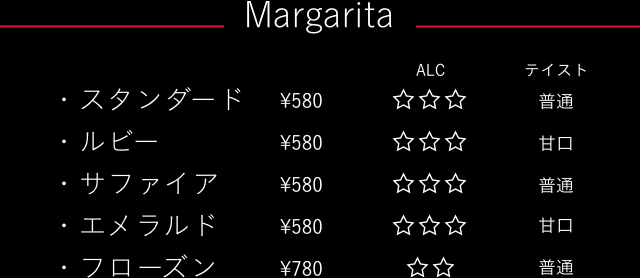 Margarita
ALC テイスト
・スタンダード ¥580 ☆☆☆ 普通
・ルビー ¥580 ☆☆☆ 甘口
・サファイア ¥580 ☆☆☆ 普通
・エメラルド ¥580 ☆☆☆ 甘口
・フローズン ¥780 ☆☆ 普通